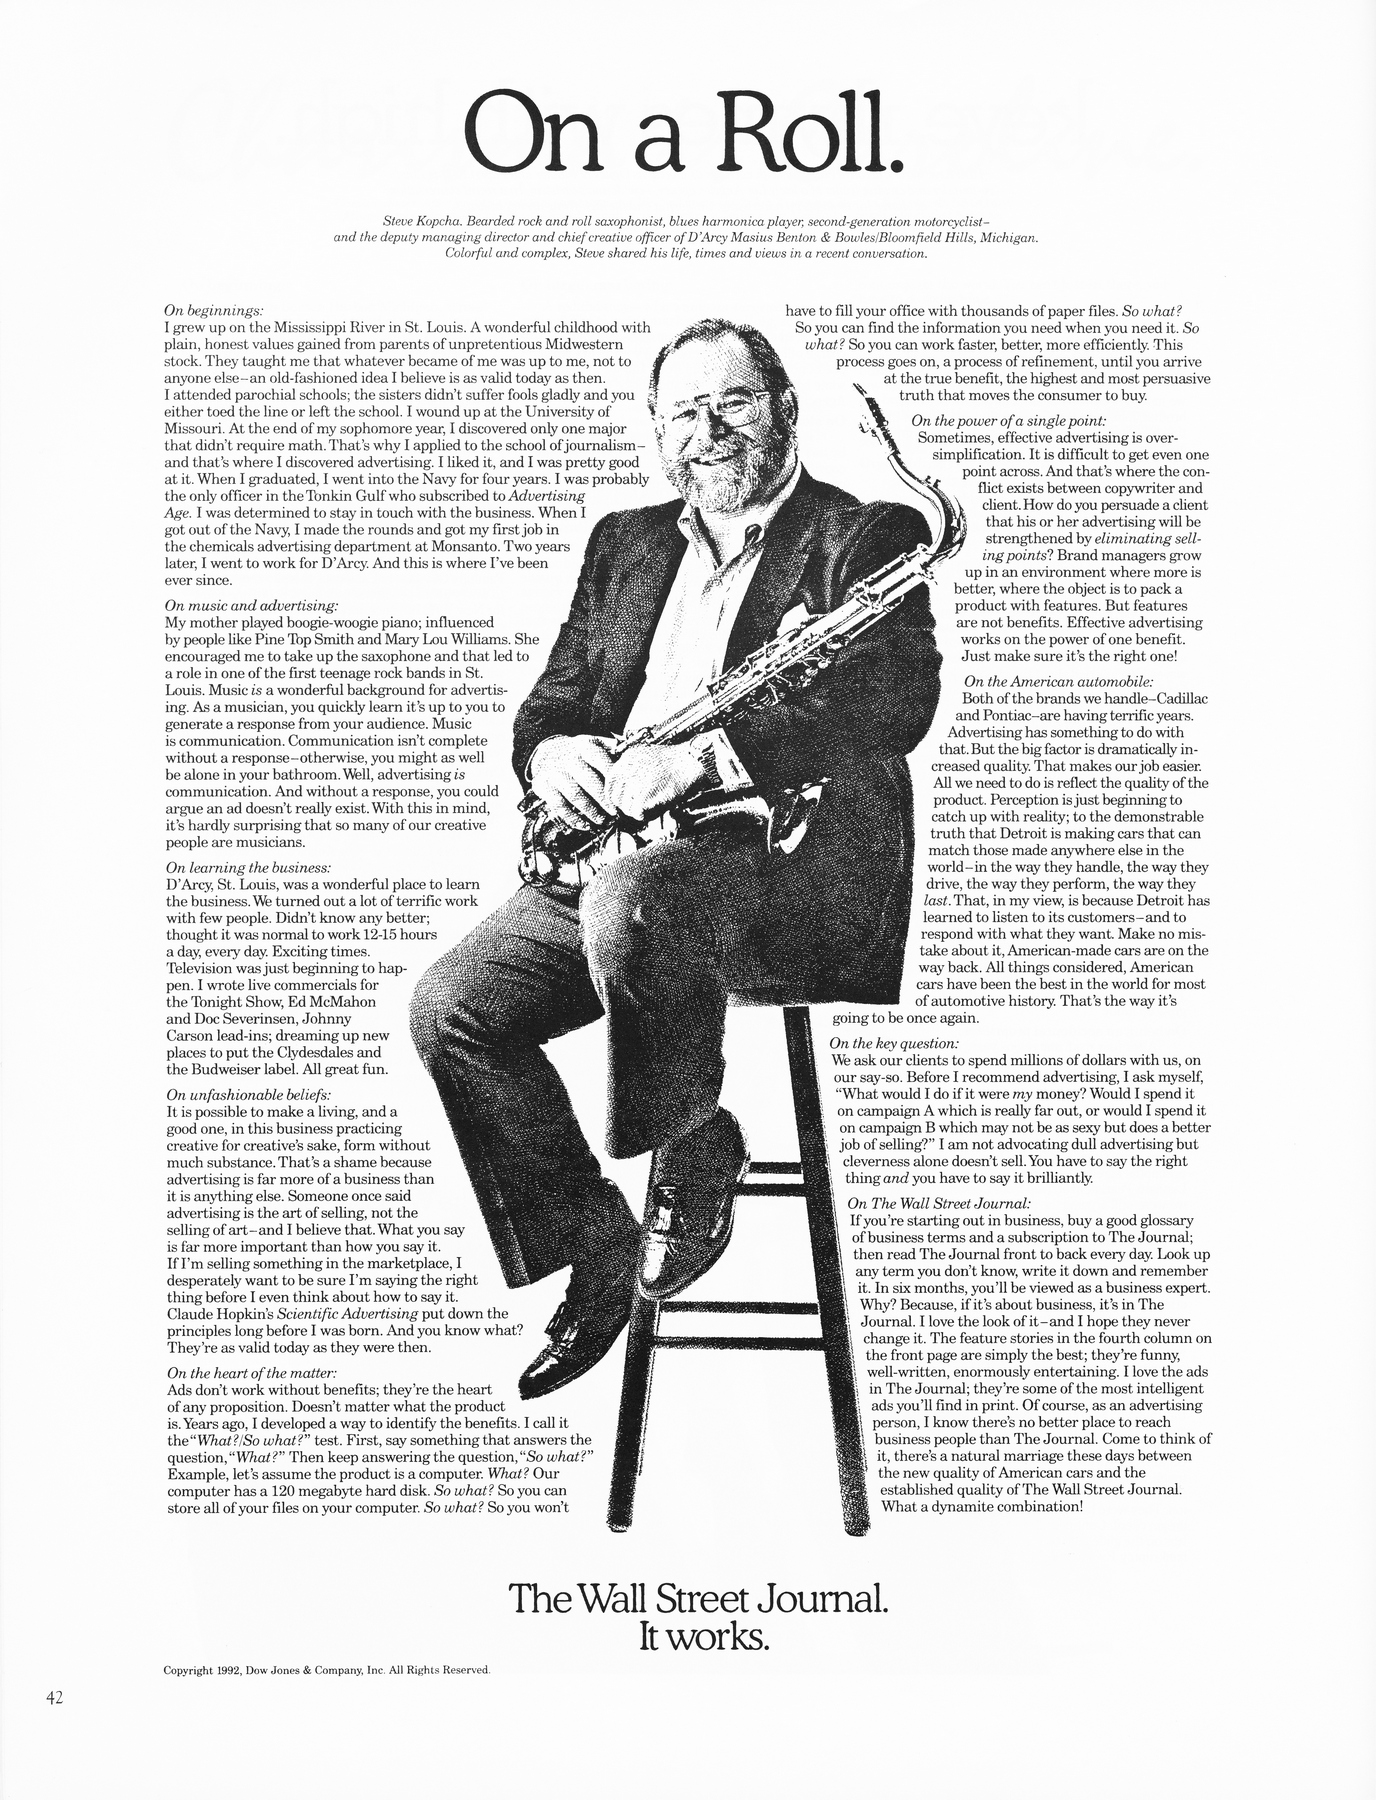 On a Roll.
Steve Kopcha. Bearded rock and roll saxophonist, blues harmonica player, second-generation motorcyclist–
and the deputy managing director and chief creative officer of D'Arcy Masius Benton & Bowles/Bloomfield Hills, Michigan.
Colorful and complex, Steve shared his life, times and views in a recent conversation.
On beginnings:
I grew up on the Mississippi River in St. Louis. A wonderful childhood with
plain, honest values gained from parents of unpretentious Midwestern
stock. They taught me that whatever became of me was up to me, not to
anyone else–an old-fashioned idea I believe is as valid today as then.
I attended parochial schools; the sisters didn't suffer fools gladly and you
either toed the line or left the school. I wound up at the University of
Missouri. At the end of my sophomore year, I discovered only one major
that didn't require math. That's why I applied to the school of journalism–
and that's where I discovered advertising. I liked it, and I was pretty good
at it. When I graduated, I went into the Navy for four years. I was probably
the only officer in the Tonkin Gulf who subscribed to Advertising
Age. I was determined to stay in touch with the business. When I
got out of the Navy, I made the rounds and got my first job in
the chemicals advertising department at Monsanto. Two years
later, I went to work for D'Arcy. And this is where I've been
ever since.
On music and advertising:
My mother played boogie-woogie piano; influenced
by people like Pine Top Smith and Mary Lou Williams. She
encouraged me to take up the saxophone and that led to
a role in one of the first teenage rock bands in St.
Louis. Music is a wonderful background for advertis-
ing. As a musician, you quickly learn it's up to you to
generate a response from your audience. Music
is communication. Communication isn't complete
without a response–otherwise, you might as well
be alone in your bathroom. Well, advertising is
communication. And without a response, you could
argue an ad doesn't really exist. With this in mind,
it's hardly surprising that so many of our creative
people are musicians.
On learning the business:
D'Arcy, St. Louis, was a wonderful place to learn
the business. We turned out a lot of terrific work
with few people. Didn't know any better;
thought it was normal to work 12-15 hours
a day, every day. Exciting times.
Television was just beginning to hap-
pen. I wrote live commercials for
the Tonight Show, Ed McMahon
and Doc Severinsen, Johnny
Carson lead-ins; dreaming up new
places to put the Clydesdales and
the Budweiser label. All great fun.
On unfashionable beliefs:
It is possible to make a living, and a
good one, in this business practicing
creative for creative's sake, form without
much substance. That's a shame because
advertising is far more of a business than
it is anything else. Someone once said
advertising is the art of selling, not the
selling of art–and I believe that. What you say
is far more important than how you say it.
If I'm selling something in the marketplace, I
desperately want to be sure I'm saying the right
thing before I even think about how to say it.
Claude Hopkin's Scientific Advertising put down the
principles long before I was born. And you know what?
They're as valid today as they were then.
On the heart of the matter:
Ads don't work without benefits; they're the heart
of any proposition. Doesn't matter what the product
is. Years ago, I developed a way to identify the benefits. I call it
the "What?/So what?" test. First, say something that answers the
question, "What?" Then keep answering the question, "So what?"
Example, let's assume the product is a computer. What? Our
computer has a 120 megabyte hard disk. So what? So you can
store all of your files on your computer. So what? So you won't
have to fill your office with thousands of paper files. So what?
So you can find the information you need when you need it. So
what? So you can work faster, better, more efficiently. This
process goes on, a process of refinement, until you arrive
at the true benefit, the highest and most persuasive
truth that moves the consumer to buy.
On the power of a single point:
Sometimes, effective advertising is over-
simplification. It is difficult to get even one
point across. And that's where the con-
flict exists between copywriter and
client. How do you persuade a client
that his or her advertising will be
strengthened by eliminating sell-
ing points? Brand managers grow
up in an environment where more is
better, where the object is to pack a
product with features. But features
are not benefits. Effective advertising
works on the power of one benefit.
Just make sure it's the right one!
On the American automobile:
Both of the brands we handle–Cadillac
and Pontiac–are having terrific years.
Advertising has something to do with
that. But the big factor is dramatically in-
creased quality. That makes our job easier.
All we need to do is reflect the quality of the
product. Perception is just beginning to
catch up with reality; to the demonstrable
truth that Detroit is making cars that can
match those made anywhere else in the
world–in the way they handle, the way they
drive, the way they perform, the way they
last. That, in my view, is because Detroit has
learned to listen to its customers–and to
respond with what they want. Make no mis-
take about it, American-made cars are on the
way back. All things considered, American
cars have been the best in the world for most
of automotive history. That's the way it's
going to be once again.
On the key question:
We ask our clients to spend millions of dollars with us, on
our say-so. Before I recommend advertising, I ask myself,
"What would I do if it were my money? Would I spend it
on campaign A which is really far out, or would I spend it
on campaign B which may not be as sexy but does a better
job of selling?" I am not advocating dull advertising but
cleverness alone doesn't sell. You have to say the right
thing and you have to say it brilliantly.
On The Wall Street Journal:
If you're starting out in business, buy a good glossary
of business terms and a subscription to The Journal;
then read The Journal front to back every day. Look up
any term you don't know, write it down and remember
it. In six months, you'll be viewed as a business expert.
Why? Because, if it's about business, it's in The
Journal. I love the look of it–and I hope they never
change it. The feature stories in the fourth column on
the front page are simply the best; they're funny,
well-written, enormously entertaining. I love the ads
in The Journal; they're some of the most intelligent
ads you'll find in print. Of course, as an advertising
person, I know there's no better place to reach
business people than The Journal. Come to think of
it, there's a natural marriage these days between
the new quality of American cars and the
established quality of The Wall Street Journal.
What a dynamite combination!
The Wall Street Journal.
It works.
Copyright 1992, Dow Jones & Company, Inc. All Rights Reserved.
42